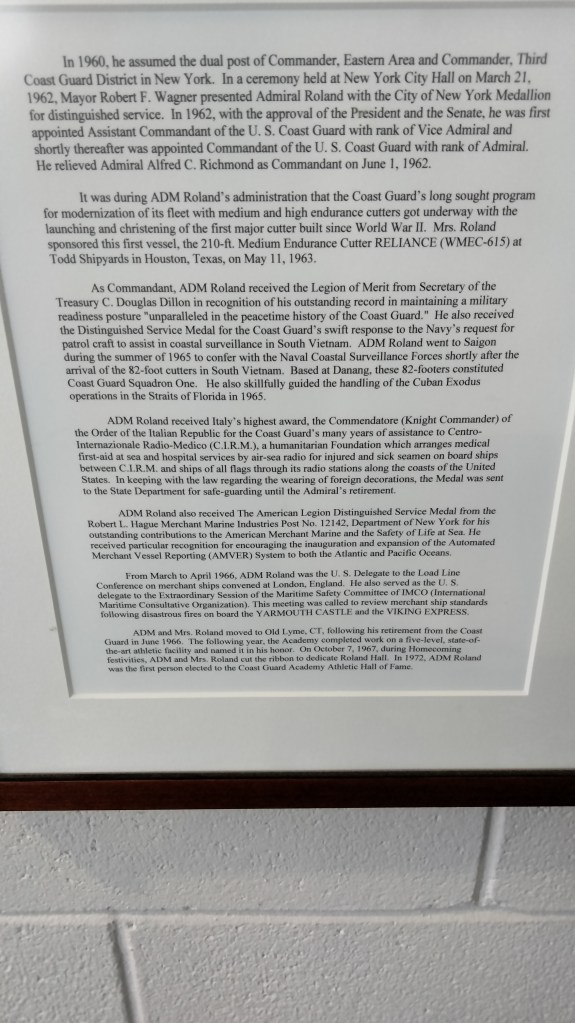 In 1960, he assumed the dual post of Commander, Eastern Area and Commander, Third
Coast Guard District in New York. In a ceremony held at New York City Hall on March 21,
1962, Mayor Robert F. Wagner presented Admiral Roland with the City of New York Medallion
for distinguished service. In 1962, with the approval of the President and the Senate, he was first
appointed Assistant Commandant of the U. S. Coast Guard with rank of Vice Admiral and
shortly thereafter was appointed Commandant of the U. S. Coast Guard with rank of Admiral.
He relieved Admiral Alfred C. Richmond as Commandant on June 1, 1962.
It was during ADM Roland's administration that the Coast Guard's long sought program
for modernization of its fleet with medium and high endurance cutters got underway with the
launching and christening of the first major cutter built since World War II. Mrs. Roland
sponsored this first vessel, the 210-ft. Medium Endurance Cutter RELIANCE (WMEC-615) at
Todd Shipyards in Houston, Texas, on May 11, 1963.
As Commandant, ADM Roland received the Legion of Merit from Secretary of the
Treasury C. Douglas Dillon in recognition of his outstanding record in maintaining a military
readiness posture "unparalleled in the peacetime history of the Coast Guard." He also received
the Distinguished Service Medal for the Coast Guard's swift response to the Navy's request for
patrol craft to assist in coastal surveillance in South Vietnam. ADM Roland went to Saigon
during the summer of 1965 to confer with the Naval Coastal Surveillance Forces shortly after the
arrival of the 82-foot cutters in South Vietnam. Based at Danang, these 82-footers constituted
Coast Guard Squadron One. He also skillfully guided the handling of the Cuban Exodus
operations in the Straits of Florida in 1965.
ADM Roland received Italy's highest award, the Commendatore (Knight Commander) of
the Order of the Italian Republic for the Coast Guard's many years of assistance to Centro-
Internazionale Radio-Medico (C.I.R.M.), a humanitarian Foundation which arranges medical
first-aid at sea and hospital services by air-sea radio for injured and sick seamen on board ships
between C.I.R.M. and ships of all flags through its radio stations along the coasts of the United
States. In keeping with the law regarding the wearing of foreign decorations, the Medal was sent
to the State Department for safe-guarding until the Admiral's retirement.
ADM Roland also received The American Legion Distinguished Service Medal from the
Robert L. Hague Merchant Marine Industries Post No. 12142, Department of New York for his
outstanding contributions to the American Merchant Marine and the Safety of Life at Sea. He
received particular recognition for encouraging the inauguration and expansion of the Automated
Merchant Vessel Reporting (AMVER) System to both the Atlantic and Pacific Oceans.
From March to April 1966, ADM Roland was the U. S. Delegate to the Load Line
Conference on merchant ships convened at London, England. He also served as the U. S.
delegate to the Extraordinary Session of the Maritime Safety Committee of IMCO (International
Maritime Consultative Organization). This meeting was called to review merchant ship standards
following disastrous fires on board the YARMOUTH CASTLE and the VIKING EXPRESS.
ADM and Mrs. Roland moved to Old Lyme, CT, following his retirement from the Coast
Guard in June 1966. The following year, the Academy completed work on a five-level, state-of-
the-art athletic facility and named it in his honor. On October 7, 1967, during Homecoming
festivities, ADM and Mrs. Roland cut the ribbon to dedicate Roland Hall. In 1972, ADM Roland
was the first person elected to the Coast Guard Academy Athletic Hall of Fame.